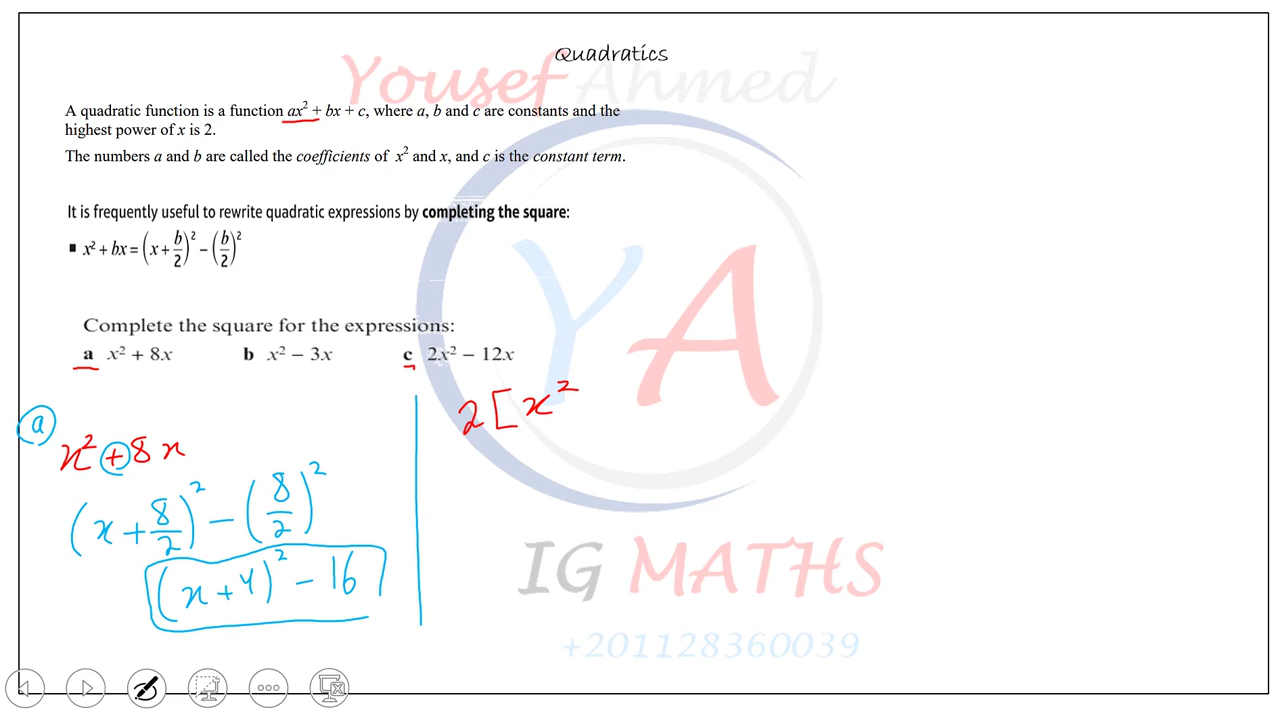 Quadratics
Yousef Ahmed
A quadratic function is a function ax² + bx + c, where a, b and c are constants and the
highest power of x is 2.
The numbers a and b are called the coefficients of x² and x, and c is the constant term.
It is frequently useful to rewrite quadratic expressions by completing the square:
▪ x² + bx = (x + b/2)² − (b/2)²
YA
Complete the square for the expressions:
a x² + 8x b x² − 3x c 2x² − 12x
2 [ x²
a
x² + 8x
(x + 8/2)² − (8/2)²
(x + 4)² − 16
IG MATHS
+201128360039